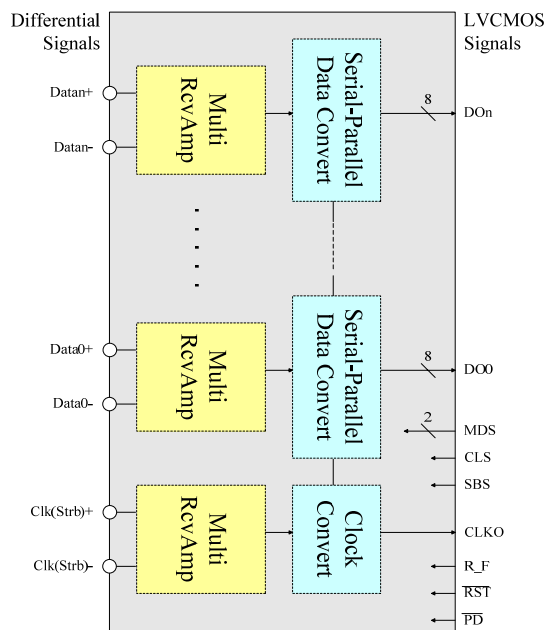 Differential
Signals
LVCMOS
Signals
Datan+
Datan-
Multi
RcvAmp
Serial-Parallel
Data Convert
8
DOn
Data0+
Data0-
Multi
RcvAmp
Serial-Parallel
Data Convert
8
DO0
2
MDS
CLS
SBS
Clk(Strb)+
Clk(Strb)-
Multi
RcvAmp
Clock
Convert
CLKO
R_F
RST
PD